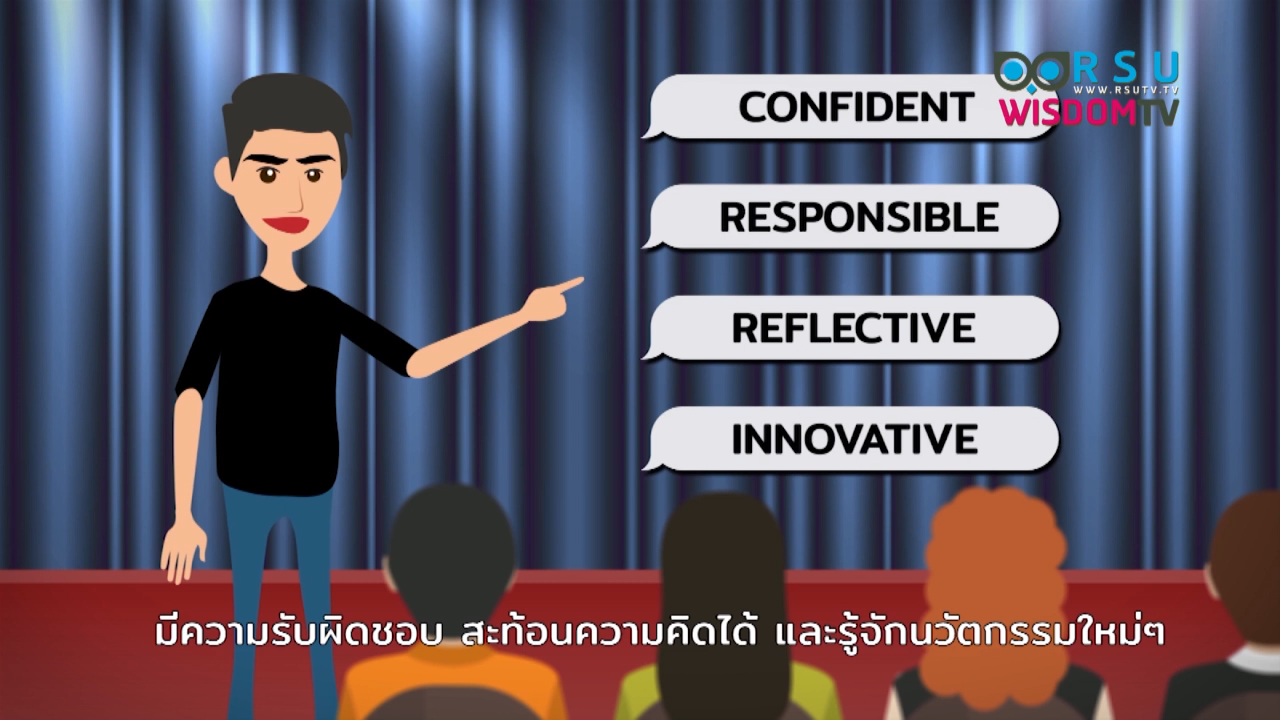 RSU
WWW.RSUTV.TV
WISDOMTV
CONFIDENT
RESPONSIBLE
REFLECTIVE
INNOVATIVE
มีความรับผิดชอบ สะท้อนความคิดได้ และรู้จักนวัตกรรมใหม่ๆ